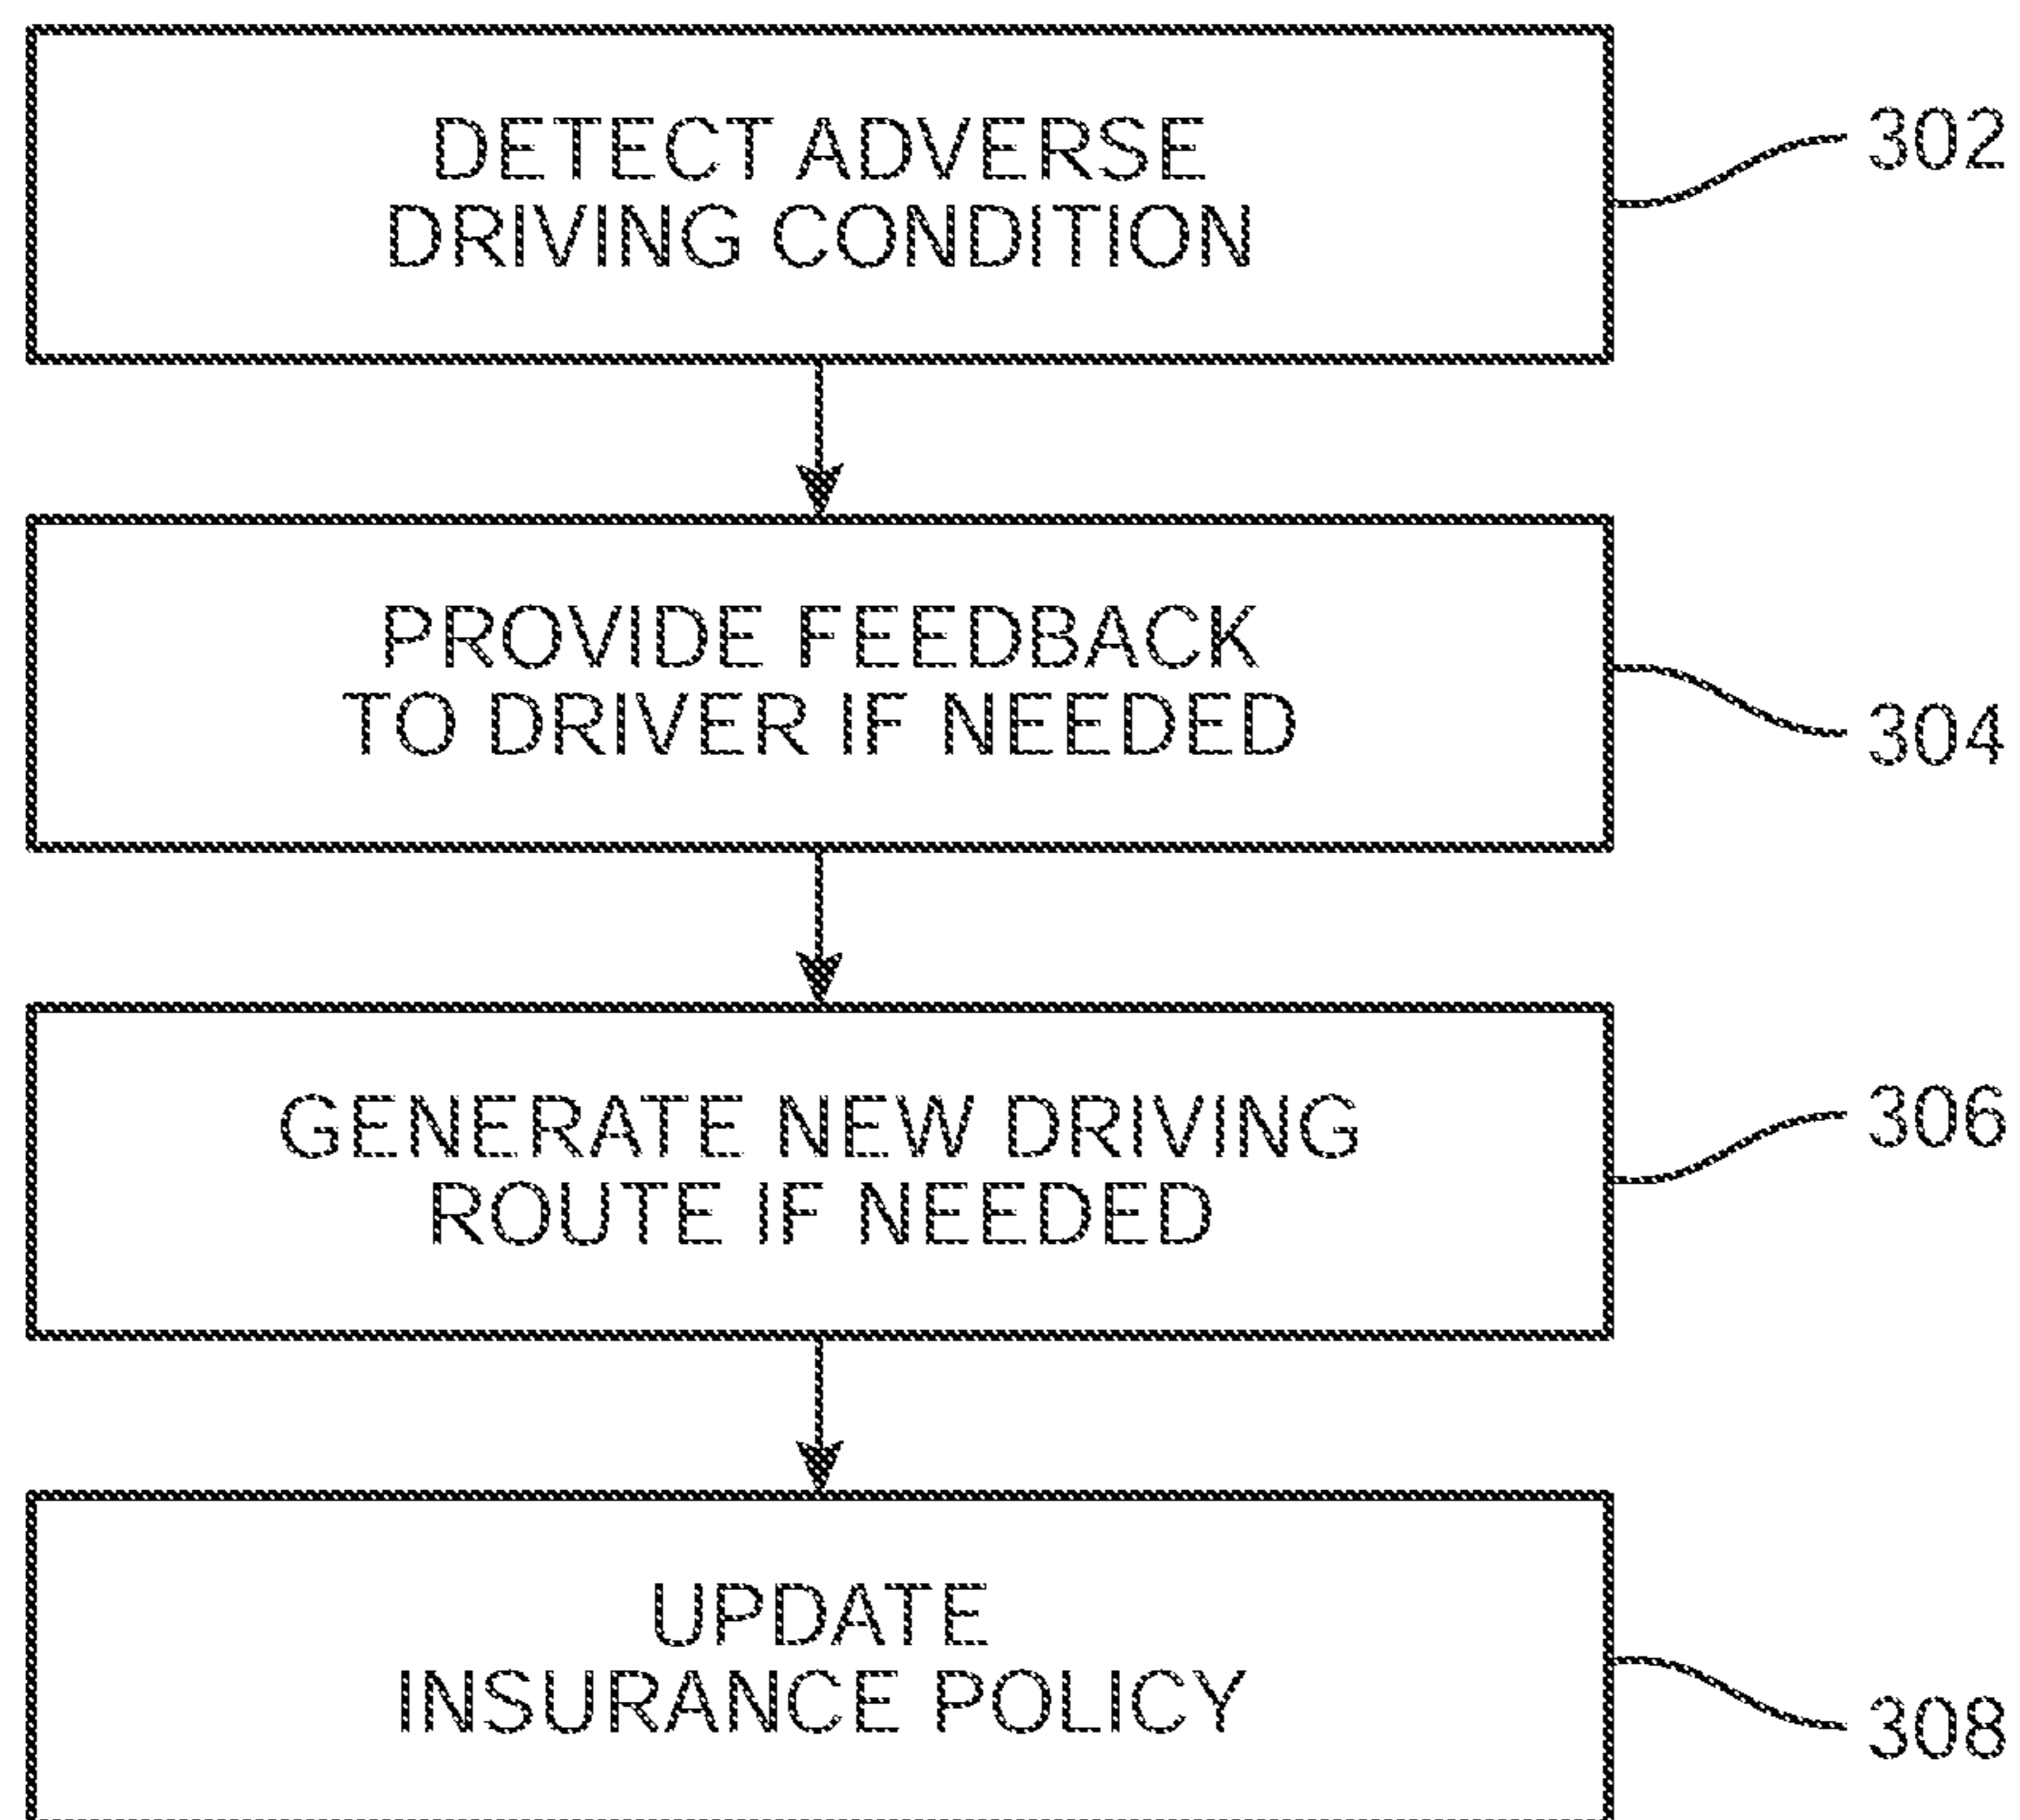 DETECT ADVERSE
DRIVING CONDITION
302
PROVIDE FEEDBACK
TO DRIVER IF NEEDED
304
GENERATE NEW DRIVING
ROUTE IF NEEDED
306
UPDATE
INSURANCE POLICY
308